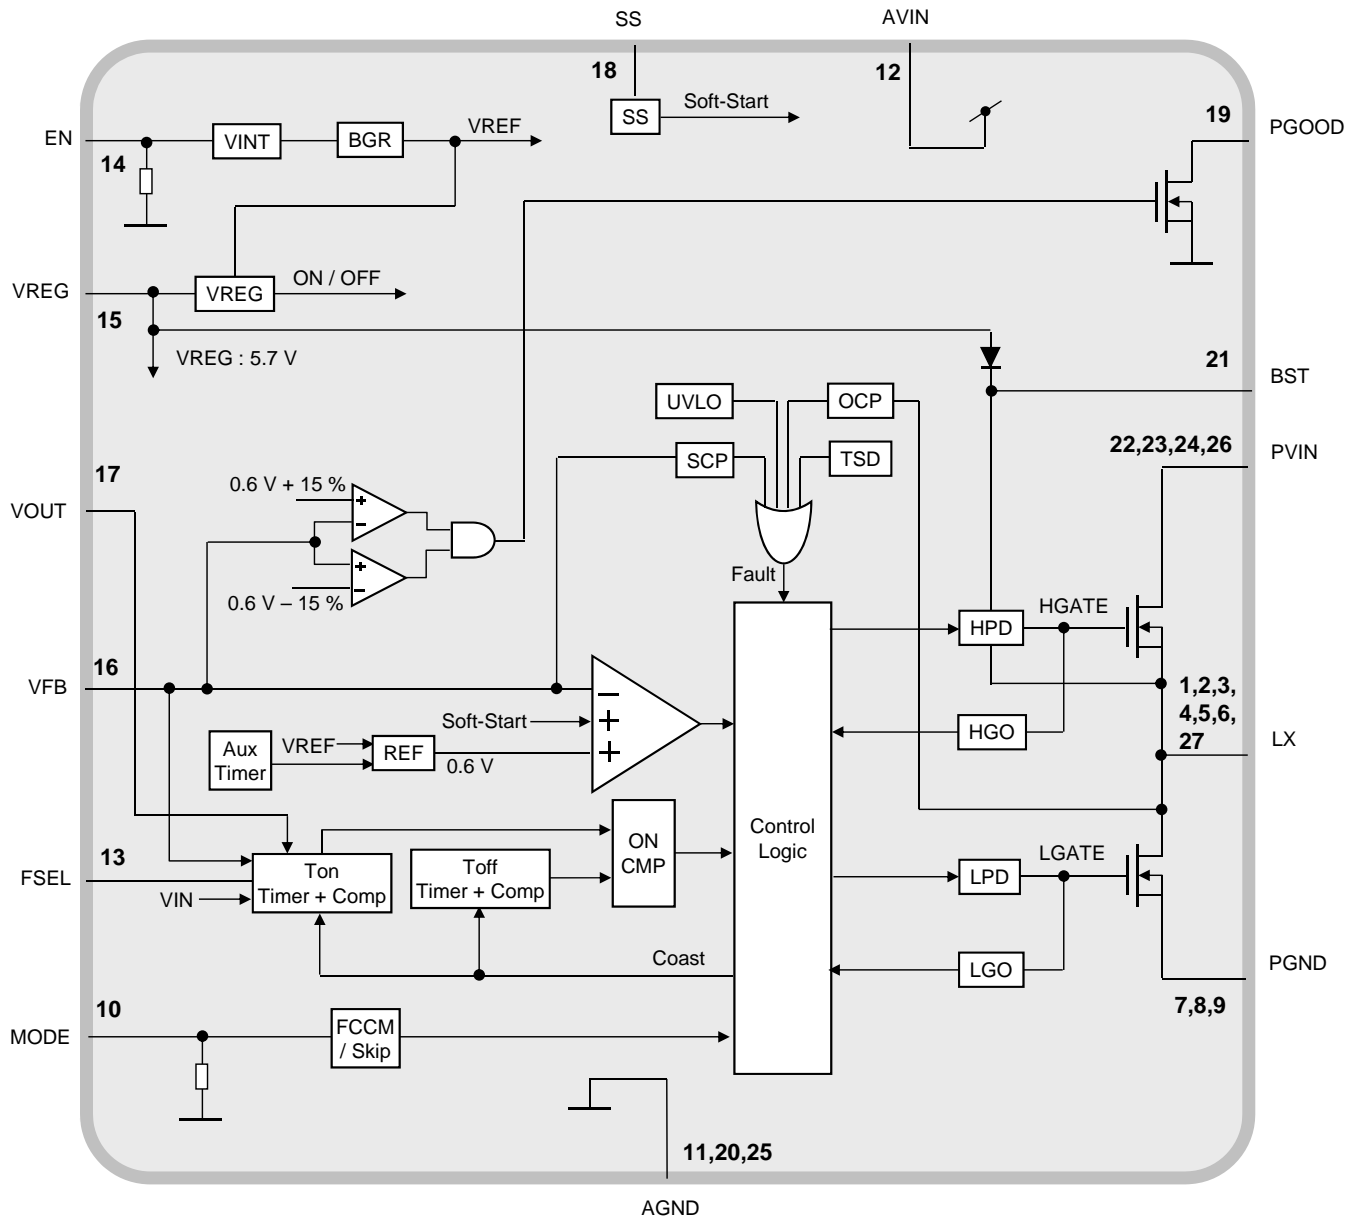 SS
AVIN
18
12
SS
Soft-Start
19
PGOOD
EN
14
VINT
BGR
VREF
VREG
15
VREG
ON / OFF
VREG : 5.7 V
21
BST
UVLO
OCP
SCP
TSD
22,23,24,26
PVIN
17
VOUT
0.6 V + 15 %
+
−
+
−
0.6 V – 15 %
Fault
HPD
HGATE
16
VFB
−
+
+
Soft-Start
Aux
Timer
VREF
REF
0.6 V
HGO
1,2,3,
4,5,6,
27
LX
Control
Logic
ON
CMP
13
FSEL
VIN
Ton
Timer + Comp
Toff
Timer + Comp
LPD
LGATE
Coast
LGO
PGND
7,8,9
10
MODE
FCCM
/ Skip
11,20,25
AGND